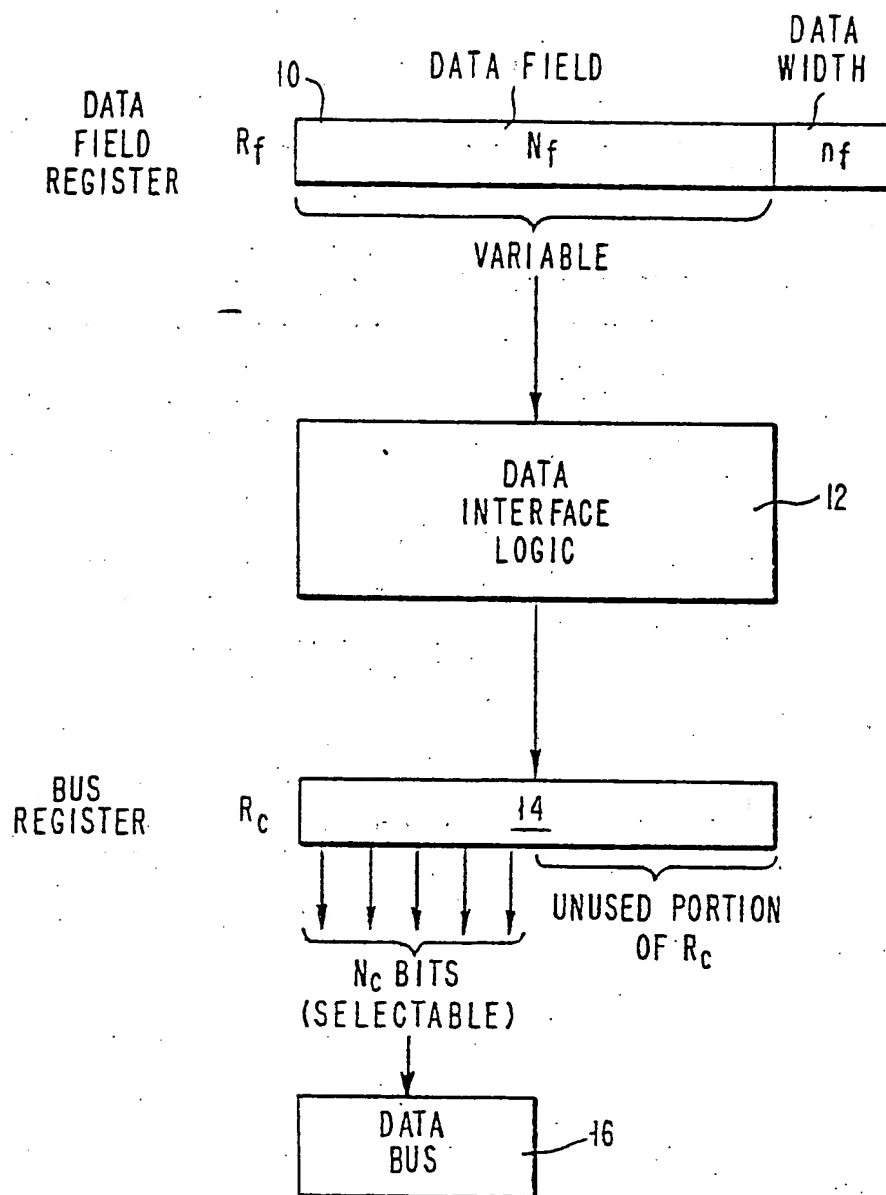 DATA
WIDTH
10
DATA FIELD
DATA
FIELD
REGISTER
Rf
Nf
nf
VARIABLE
DATA
INTERFACE
LOGIC
12
BUS
REGISTER
Rc
14
UNUSED PORTION
OF Rc
Nc BITS
(SELECTABLE)
DATA
BUS
16